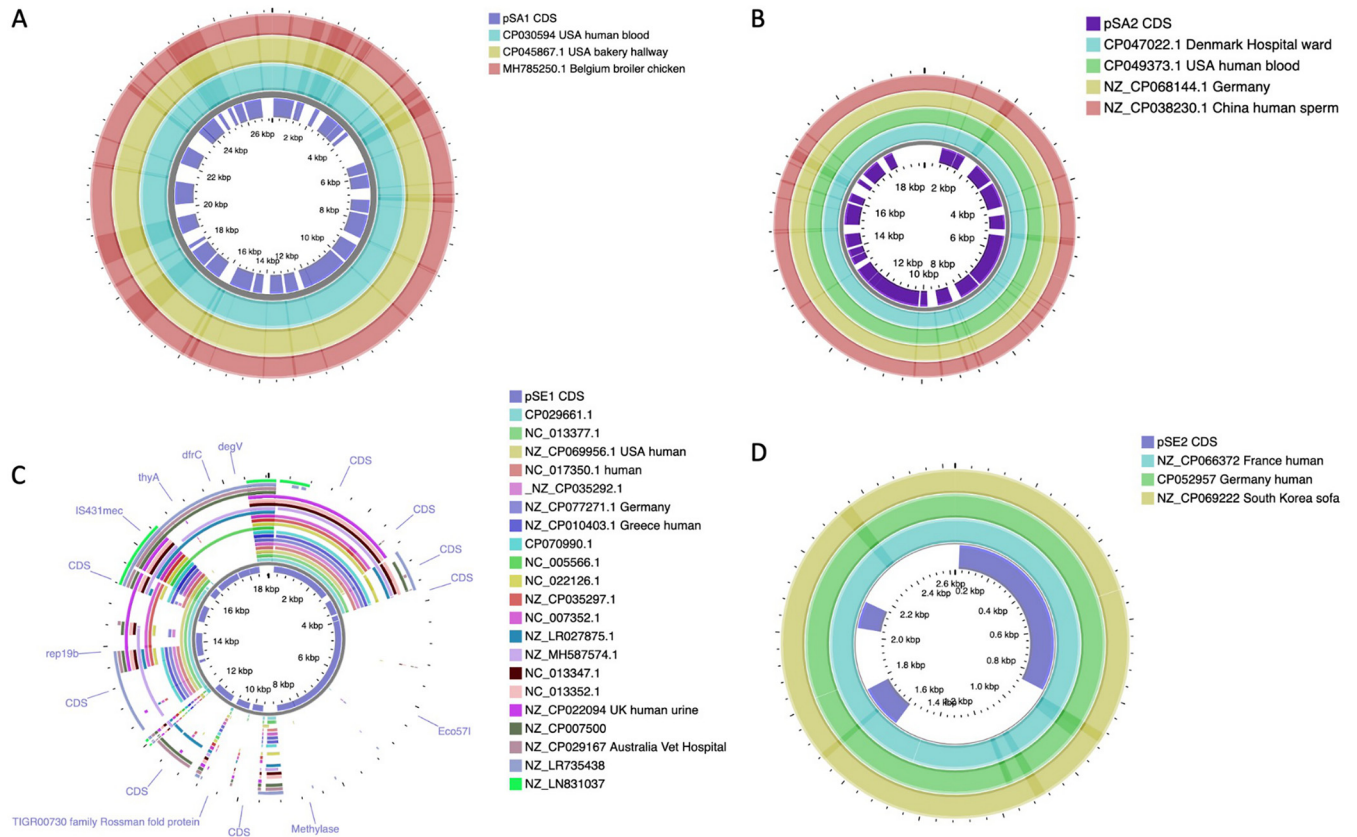 A
pSA1 CDS
CP030594 USA human blood
CP045867.1 USA bakery hallway
MH785250.1 Belgium broiler chicken
26 kbp
2 kbp
24 kbp
4 kbp
22 kbp
6 kbp
20 kbp
8 kbp
18 kbp
10 kbp
16 kbp
14 kbp
12 kbp
B
pSA2 CDS
CP047022.1 Denmark Hospital ward
CP049373.1 USA human blood
NZ_CP068144.1 Germany
NZ_CP038230.1 China human sperm
18 kbp
2 kbp
16 kbp
4 kbp
14 kbp
6 kbp
12 kbp
8 kbp
10 kbp
C
pSE1 CDS
CP029661.1
NC_013377.1
NZ_CP069956.1 USA human
NC_017350.1 human
_NZ_CP035292.1
NZ_CP077271.1 Germany
NZ_CP010403.1 Greece human
CP070990.1
NC_005566.1
NC_022126.1
NZ_CP035297.1
NC_007352.1
NZ_LR027875.1
NZ_MH587574.1
NC_013347.1
NC_013352.1
NZ_CP022094 UK human urine
NZ_CP007500
NZ_CP029167 Australia Vet Hospital
NZ_LR735438
NZ_LN831037
degV
dfrC
thyA
IS431mec
CDS
rep19b
CDS
CDS
TIGR00730 family Rossman fold protein
CDS
Methylase
Eco57I
CDS
CDS
CDS
CDS
18 kbp
2 kbp
16 kbp
4 kbp
14 kbp
6 kbp
12 kbp
8 kbp
10 kbp
D
pSE2 CDS
NZ_CP066372 France human
CP052957 Germany human
NZ_CP069222 South Korea sofa
2.6 kbp
2.4 kbp
0.2 kbp
2.2 kbp
0.4 kbp
2.0 kbp
0.6 kbp
1.8 kbp
0.8 kbp
1.6 kbp
1.0 kbp